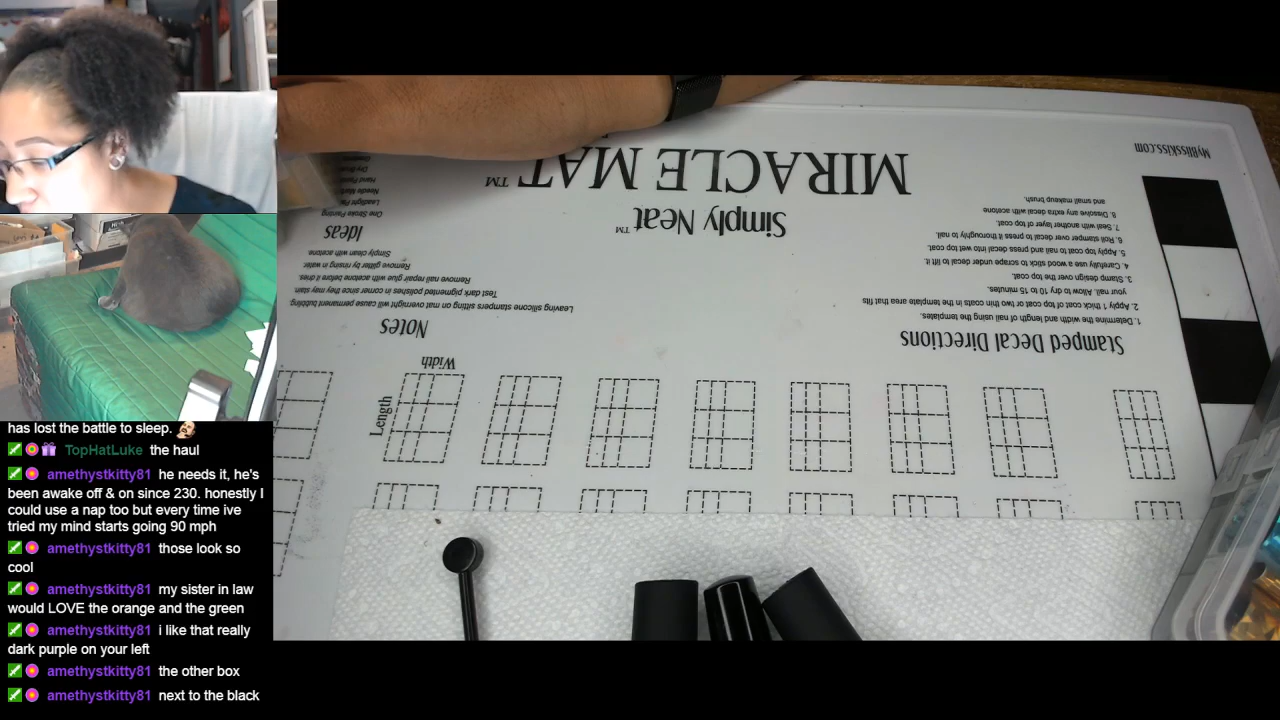 has lost the battle to sleep.
TopHatLuke the haul
amethystkitty81 he needs it, he's
been awake off & on since 230. honestly I
could use a nap too but every time ive
tried my mind starts going 90 mph
amethystkitty81 those look so
cool
amethystkitty81 my sister in law
would LOVE the orange and the green
amethystkitty81 i like that really
dark purple on your left
amethystkitty81 the other box
amethystkitty81 next to the black
MyBlissKiss.com
MIRACLE MAT™
Simply Neat™
Stamped Decal Directions
1. Determine the width and length of nail using the templates.
2. Apply 1 thick coat of top coat or two thin coats in the template area that fits
your nail. Allow to dry 10 to 15 minutes.
3. Stamp design over the top coat.
4. Carefully use a wood stick to scrape under decal to lift it
5. Apply top coat to nail and press decal into wet top coat.
6. Roll stamper over decal to press it thoroughly to nail.
7. Seal with another layer of top coat.
8. Dissolve any extra decal with acetone
and small makeup brush.
Notes
Leaving silicone stampers sitting on mat overnight will cause permanent bubbling.
Test dark pigmented polishes in corner since they may stain.
Remove nail repair glue with acetone before it dries.
Remove glitter by rinsing in water.
Simply clean with acetone
Ideas
One Stroke Painting
Needle Marb
Hand Paint
Width
Length